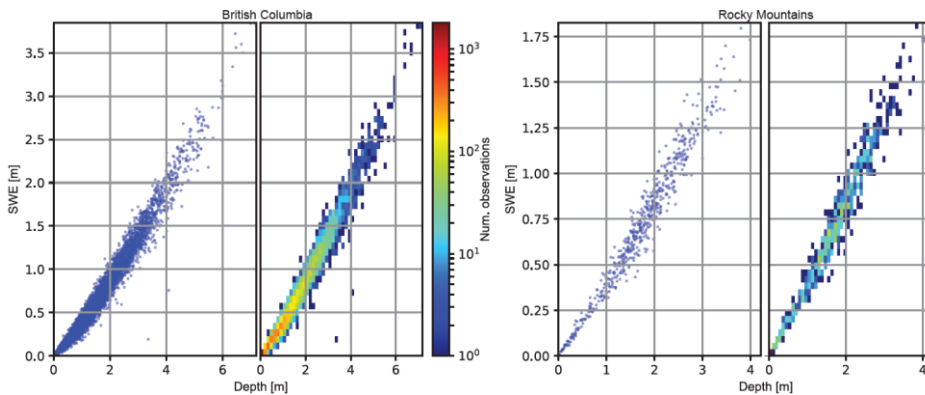 British Columbia
Rocky Mountains
3.5
3.0
2.5
2.0
1.5
1.0
0.5
0.0
SWE [m]
0 2 4 6
0 2 4 6
Depth [m]
Depth [m]
10³
10²
10¹
10⁰
Num. observations
1.75
1.50
1.25
1.00
0.75
0.50
0.25
0.00
SWE [m]
0 1 2 3 4
0 2 4
Depth [m]
Depth [m]